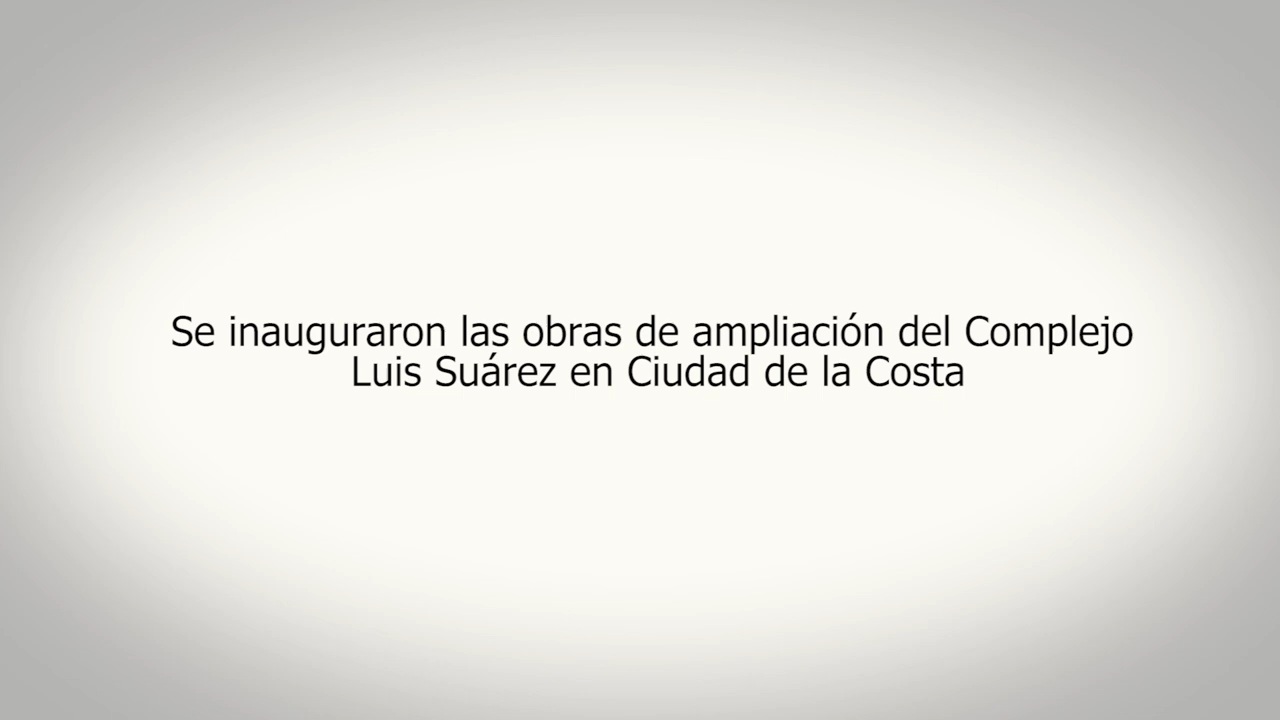 Se inauguraron las obras de ampliación del Complejo
Luis Suárez en Ciudad de la Costa